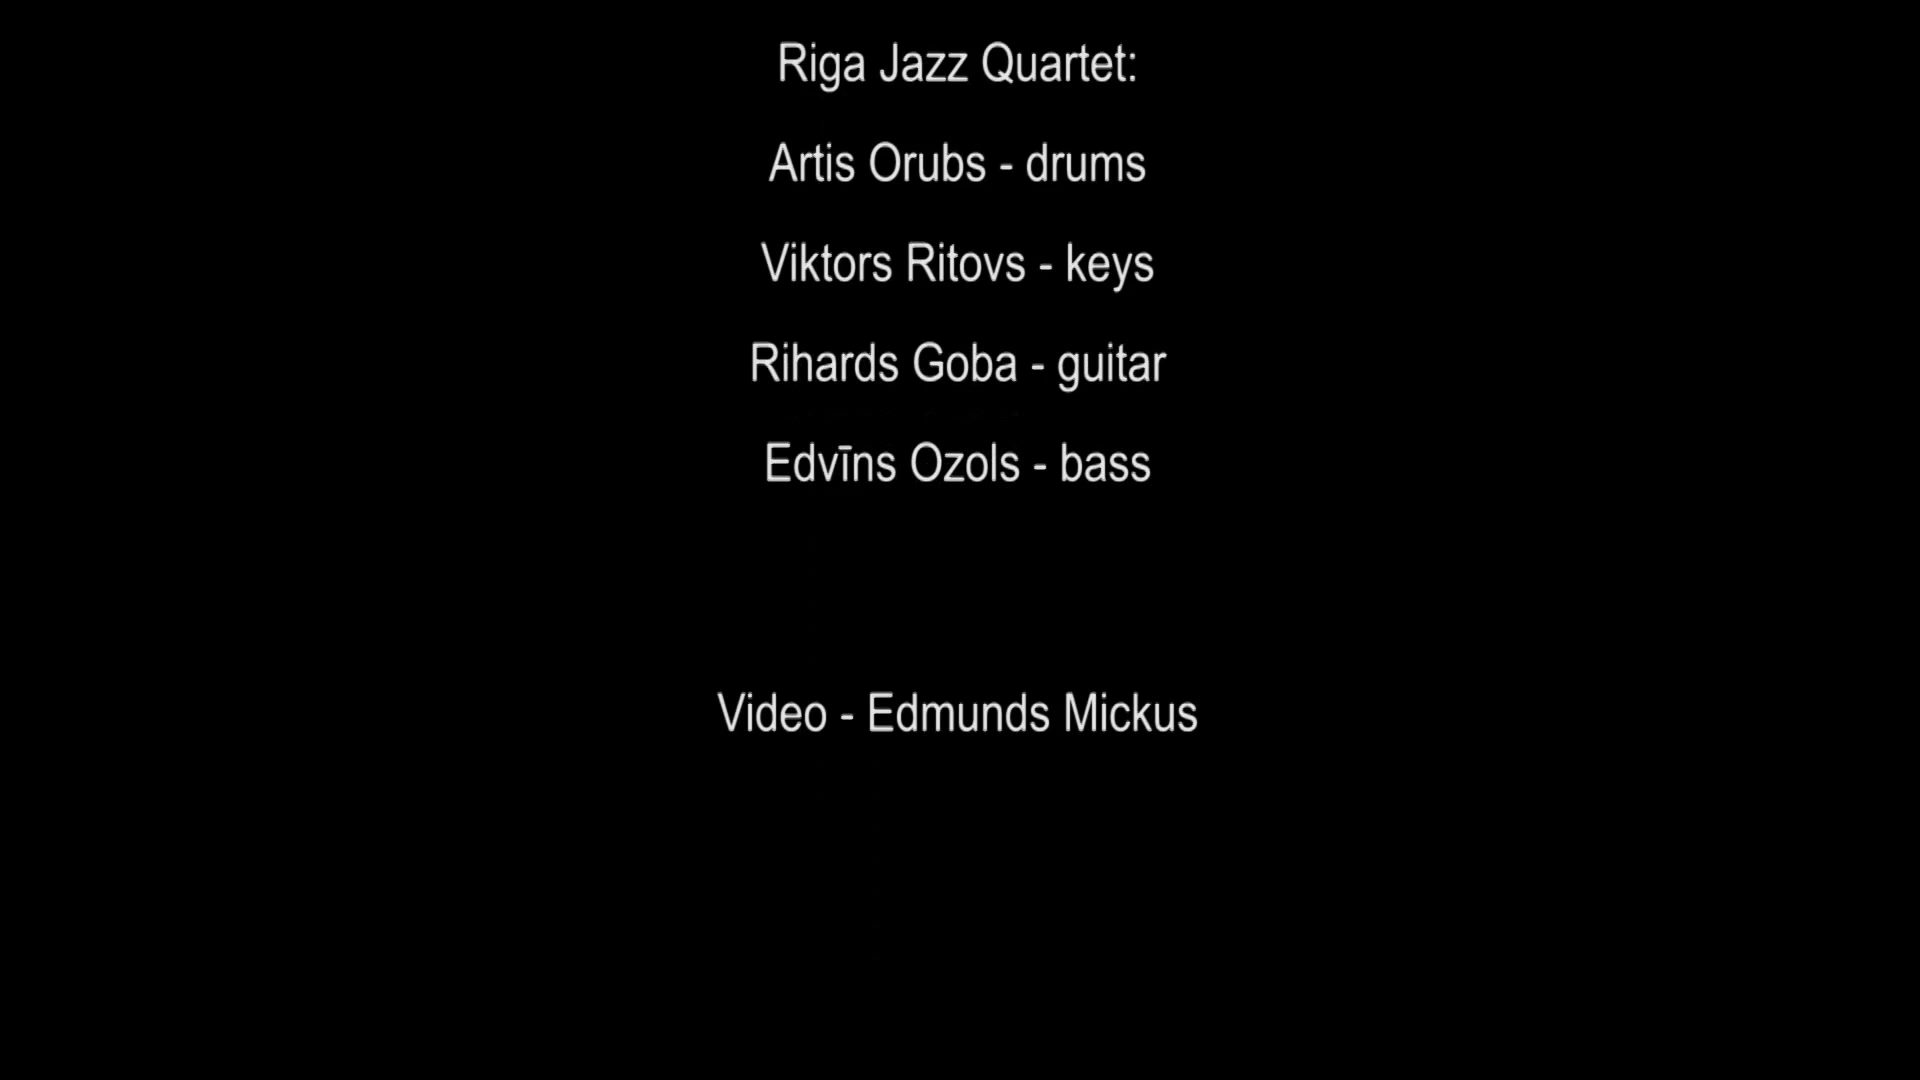 Riga Jazz Quartet:
Artis Orubs - drums
Viktors Ritovs - keys
Rihards Goba - guitar
Edvīns Ozols - bass
Video - Edmunds Mickus